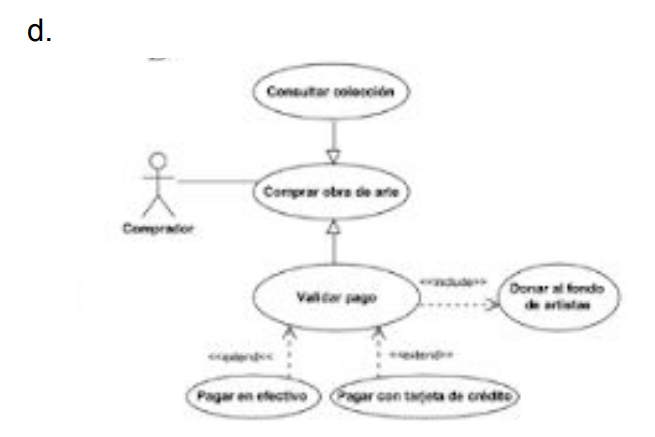 d.
Consultar colección
Comprar obra de arte
Comprador
Validar pago
<<include>>
Donar al fondo
de artistas
<<extend<<
<<extend>>
Pagar en efectivo
Pagar con tarjeta de crédito